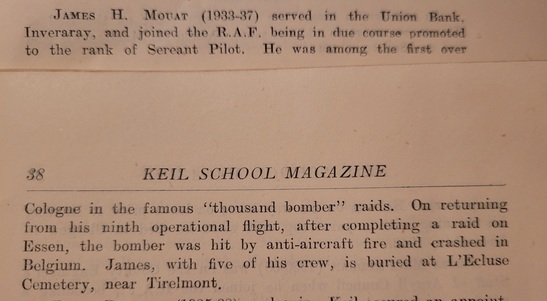 JAMES H. MOUAT (1933-37) served in the Union Bank,
Inveraray, and joined the R.A.F. being in due course promoted
to the rank of Sergeant Pilot. He was among the first over
38 KEIL SCHOOL MAGAZINE
Cologne in the famous "thousand bomber" raids. On returning
from his ninth operational flight, after completing a raid on
Essen, the bomber was hit by anti-aircraft fire and crashed in
Belgium. James, with five of his crew, is buried at L'Ecluse
Cemetery, near Tirelmont.